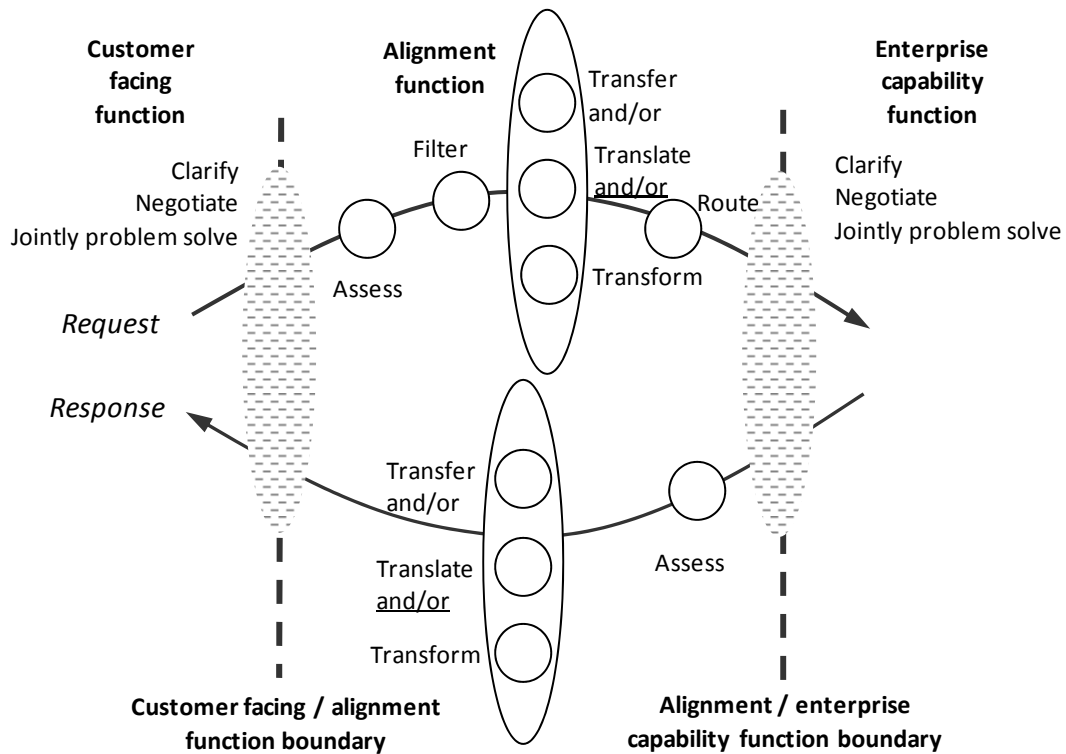 Customer
facing
function
Alignment
function
Enterprise
capability
function
Transfer
and/or
Filter
Translate
and/or
Route
Transform
Clarify
Negotiate
Jointly problem solve
Assess
Clarify
Negotiate
Jointly problem solve
Request
Response
Transfer
and/or
Translate
and/or
Transform
Assess
Customer facing / alignment
function boundary
Alignment / enterprise
capability function boundary